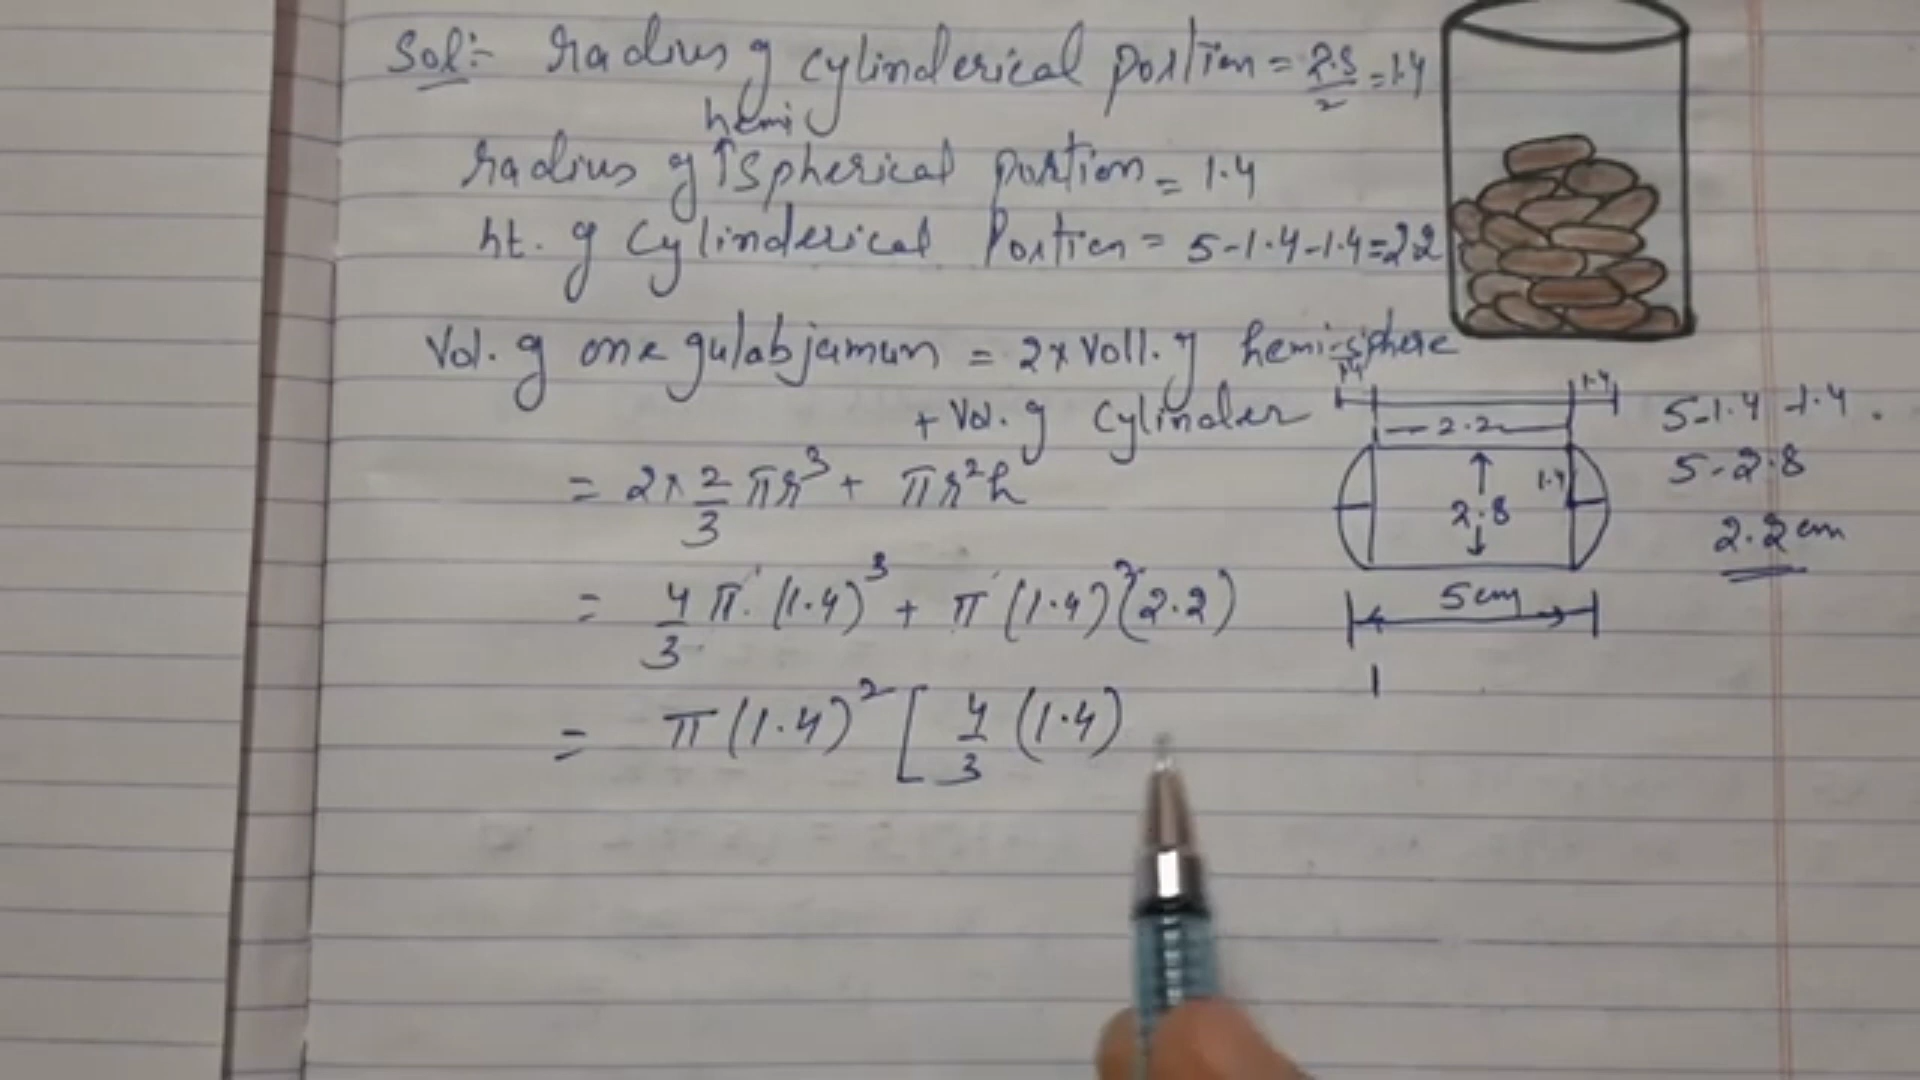 Sol:- radius of cylinderical portion = 2.8/2 = 1.4
hemi
radius of ↑ spherical portion = 1.4
ht. of cylinderical portion = 5-1.4-1.4=2.2
Vol. of one gulabjamun = 2x Voll. of hemi-sphere
+ Vol. of cylinder
= 2x 2/3 πr³ + πr²h
= 4/3 π (1.4)³ + π (1.4)² (2.2)
= π (1.4)² [ 4/3 (1.4)
1.4 1.4
2.2
1.4
2.8
5cm
5-1.4-1.4.
5-2.8
2.2cm